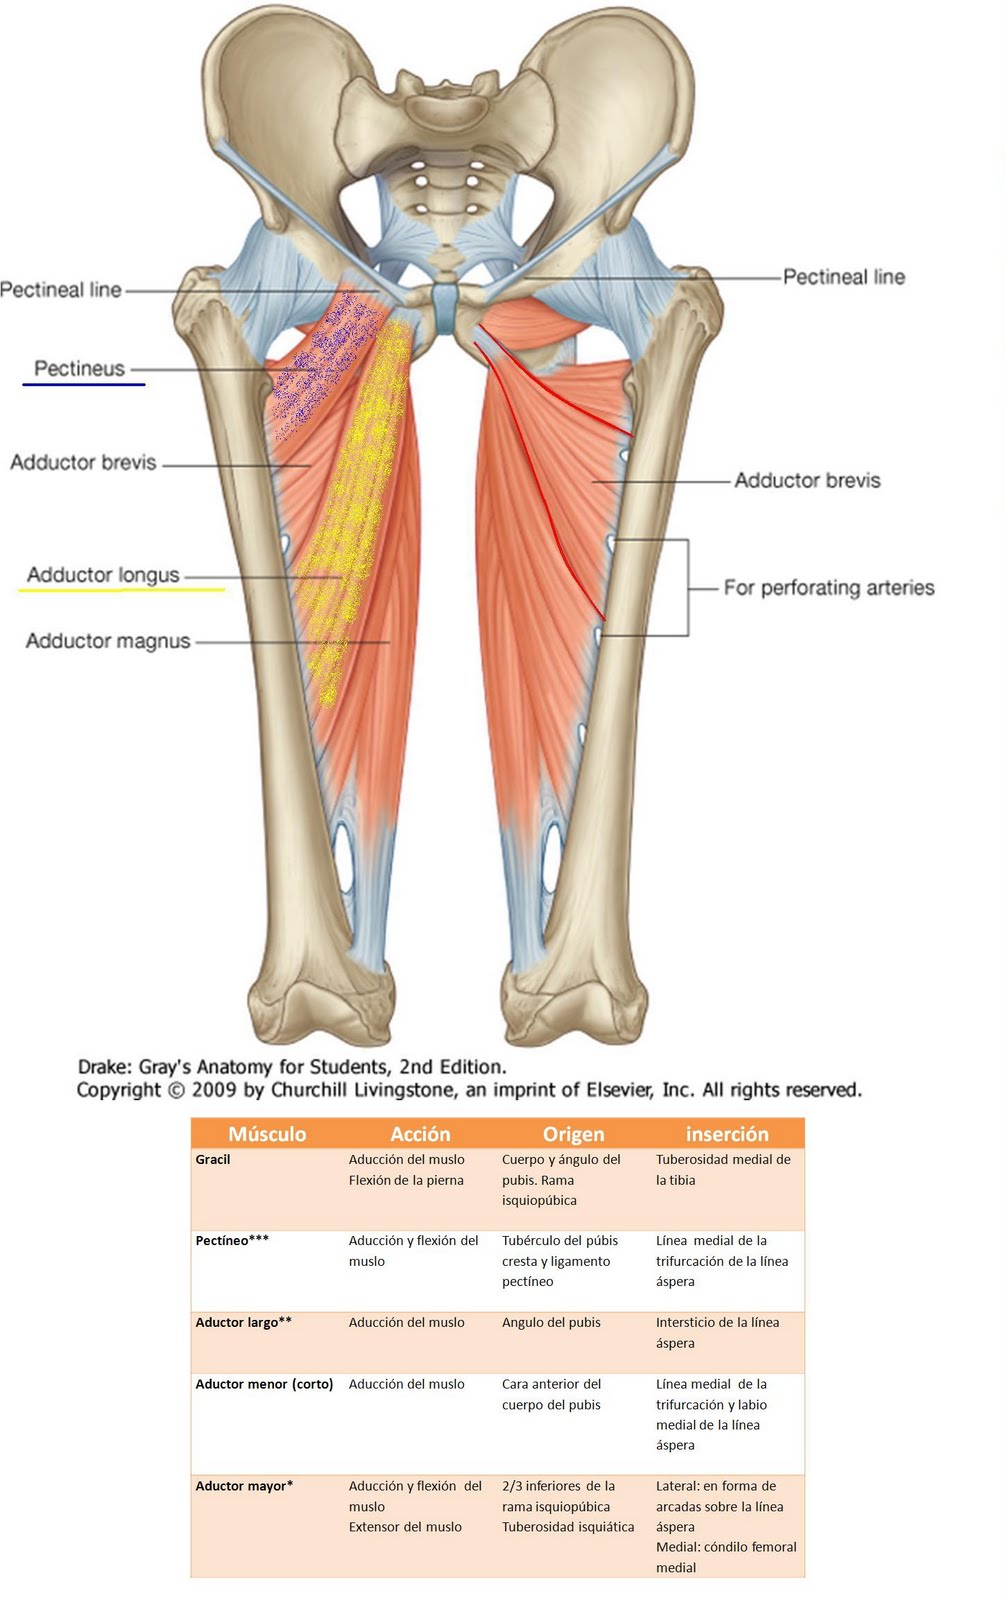 Pectineal line
Pectineal line
Pectineus
Adductor brevis
Adductor brevis
Adductor longus
For perforating arteries
Adductor magnus
Drake: Gray's Anatomy for Students, 2nd Edition.
Copyright © 2009 by Churchill Livingstone, an imprint of Elsevier, Inc. All rights reserved.
Músculo Acción Origen inserción
Gracil Aducción del muslo Cuerpo y ángulo del Tuberosidad medial de
Flexión de la pierna pubis. Rama la tibia
isquiopúbica
Pectíneo*** Aducción y flexión del Tubérculo del púbis Línea medial de la
muslo cresta y ligamento trifurcación de la línea
pectíneo áspera
Aductor largo** Aducción del muslo Angulo del pubis Intersticio de la línea
áspera
Aductor menor (corto) Aducción del muslo Cara anterior del Línea medial de la
cuerpo del pubis trifurcación y labio
medial de la línea
áspera
Aductor mayor* Aducción y flexión del 2/3 inferiores de la Lateral: en forma de
muslo rama isquiopúbica arcadas sobre la línea
Extensor del muslo Tuberosidad isquiática áspera
Medial: cóndilo femoral
medial